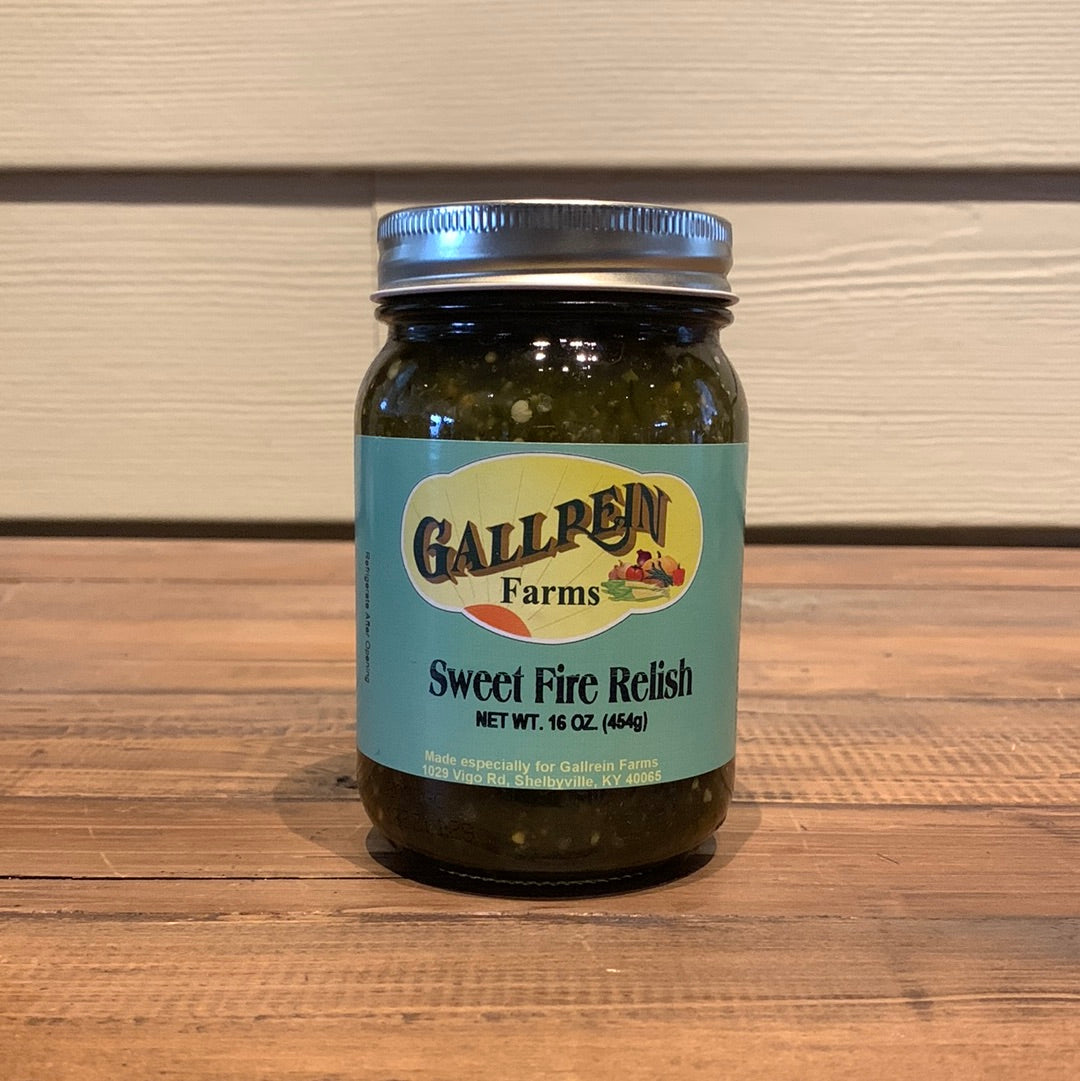 GALLREIN
Farms
Sweet Fire Relish
NET WT. 16 OZ. (454g)
Made especially for Gallrein Farms
1029 Vigo Rd, Shelbyville, KY 40065
Refrigerate After Opening